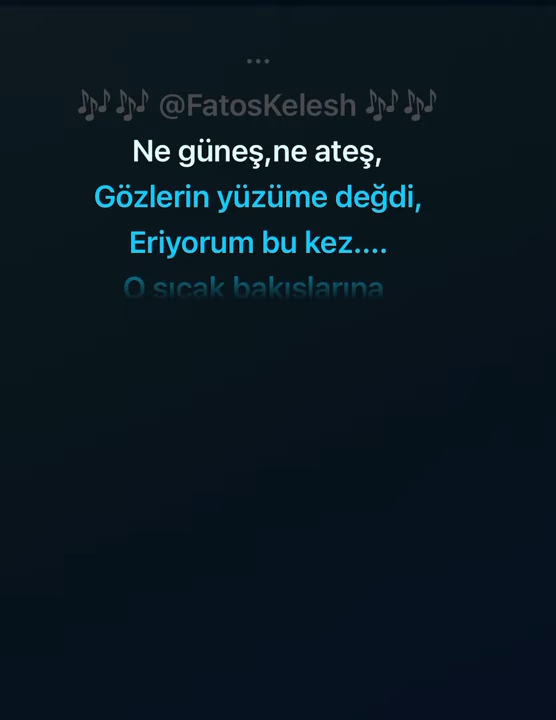 ...
🎶🎶 @FatosKelesh 🎶🎶
Ne güneş,ne ateş,
Gözlerin yüzüme değdi,
Eriyorum bu kez....
O sıcak bakışlarına